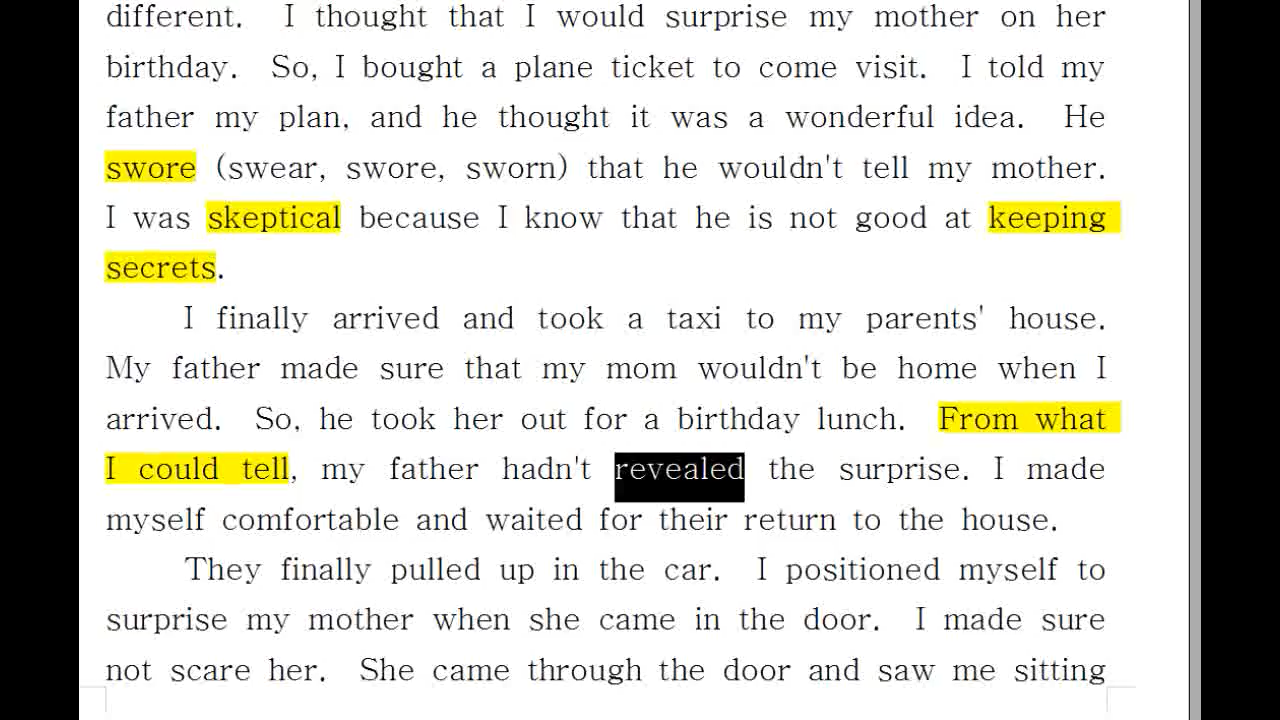 different. I thought that I would surprise my mother on her
birthday. So, I bought a plane ticket to come visit. I told my
father my plan, and he thought it was a wonderful idea. He
swore (swear, swore, sworn) that he wouldn't tell my mother.
I was skeptical because I know that he is not good at keeping
secrets.
I finally arrived and took a taxi to my parents' house.
My father made sure that my mom wouldn't be home when I
arrived. So, he took her out for a birthday lunch. From what
I could tell, my father hadn't revealed the surprise. I made
myself comfortable and waited for their return to the house.
They finally pulled up in the car. I positioned myself to
surprise my mother when she came in the door. I made sure
not scare her. She came through the door and saw me sitting